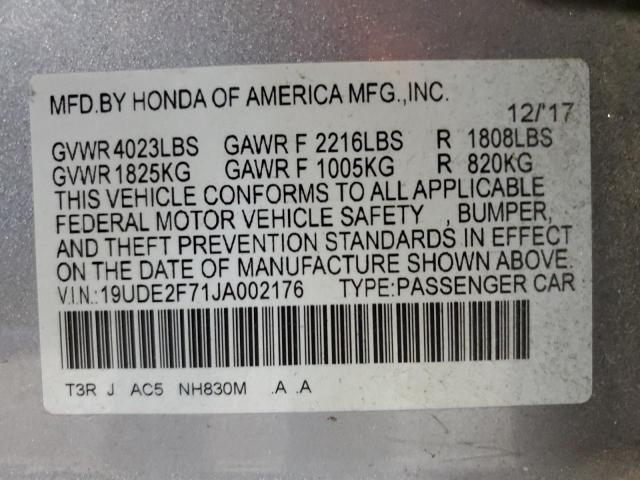 MFD.BY HONDA OF AMERICA MFG.,INC.
12/'17
GVWR 4023LBS GAWR F 2216LBS R 1808LBS
GVWR 1825KG GAWR F 1005KG R 820KG
THIS VEHICLE CONFORMS TO ALL APPLICABLE
FEDERAL MOTOR VEHICLE SAFETY , BUMPER,
AND THEFT PREVENTION STANDARDS IN EFFECT
ON THE DATE OF MANUFACTURE SHOWN ABOVE.
V.I.N.:19UDE2F71JA002176 TYPE:PASSENGER CAR
T3R J AC5 NH830M .A .A